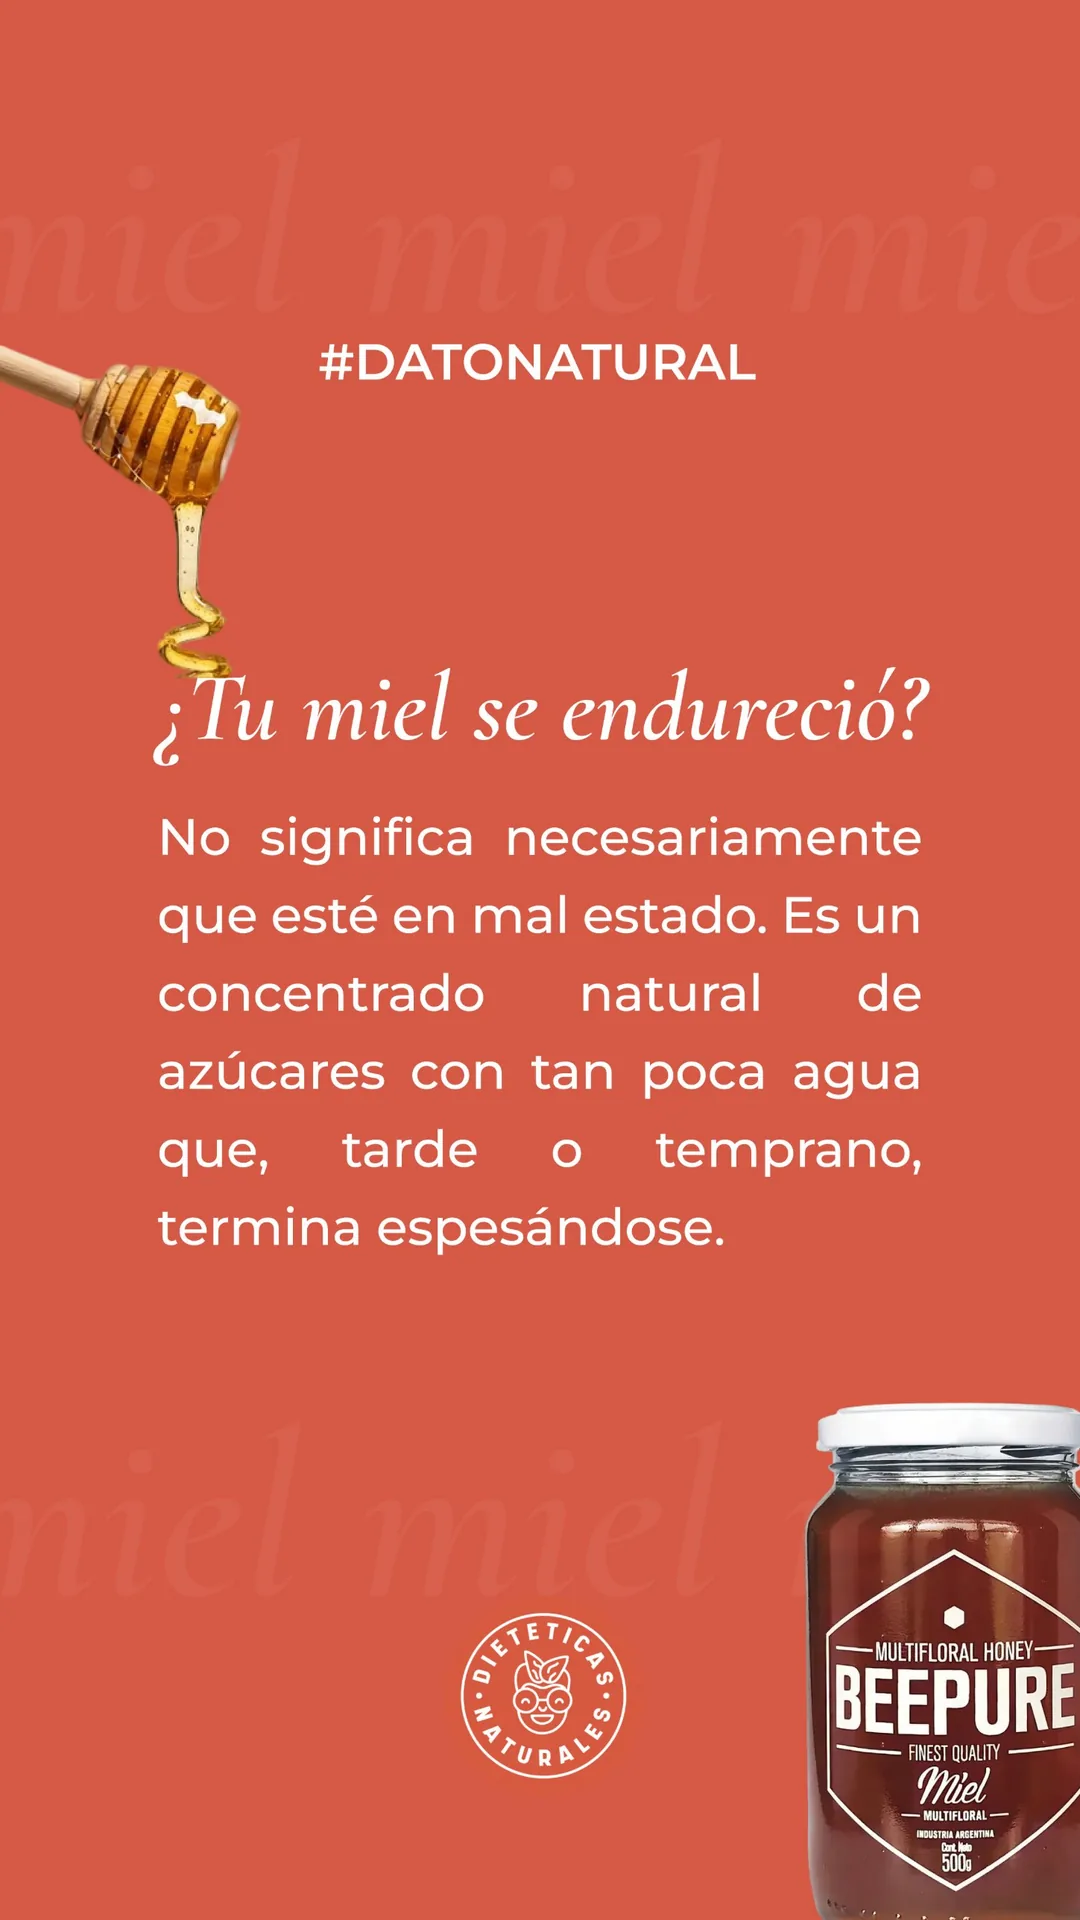 miel miel mie
#DATONATURAL
¿Tu miel se endureció?
No significa necesariamente
que esté en mal estado. Es un
concentrado natural de
azúcares con tan poca agua
que, tarde o temprano,
termina espesándose.
miel miel
DIETETICAS
NATURALES
MULTIFLORAL HONEY
BEEPURE
FINEST QUALITY
Miel
MULTIFLORAL
INDUSTRIA ARGENTINA
Cont. Neto
500g